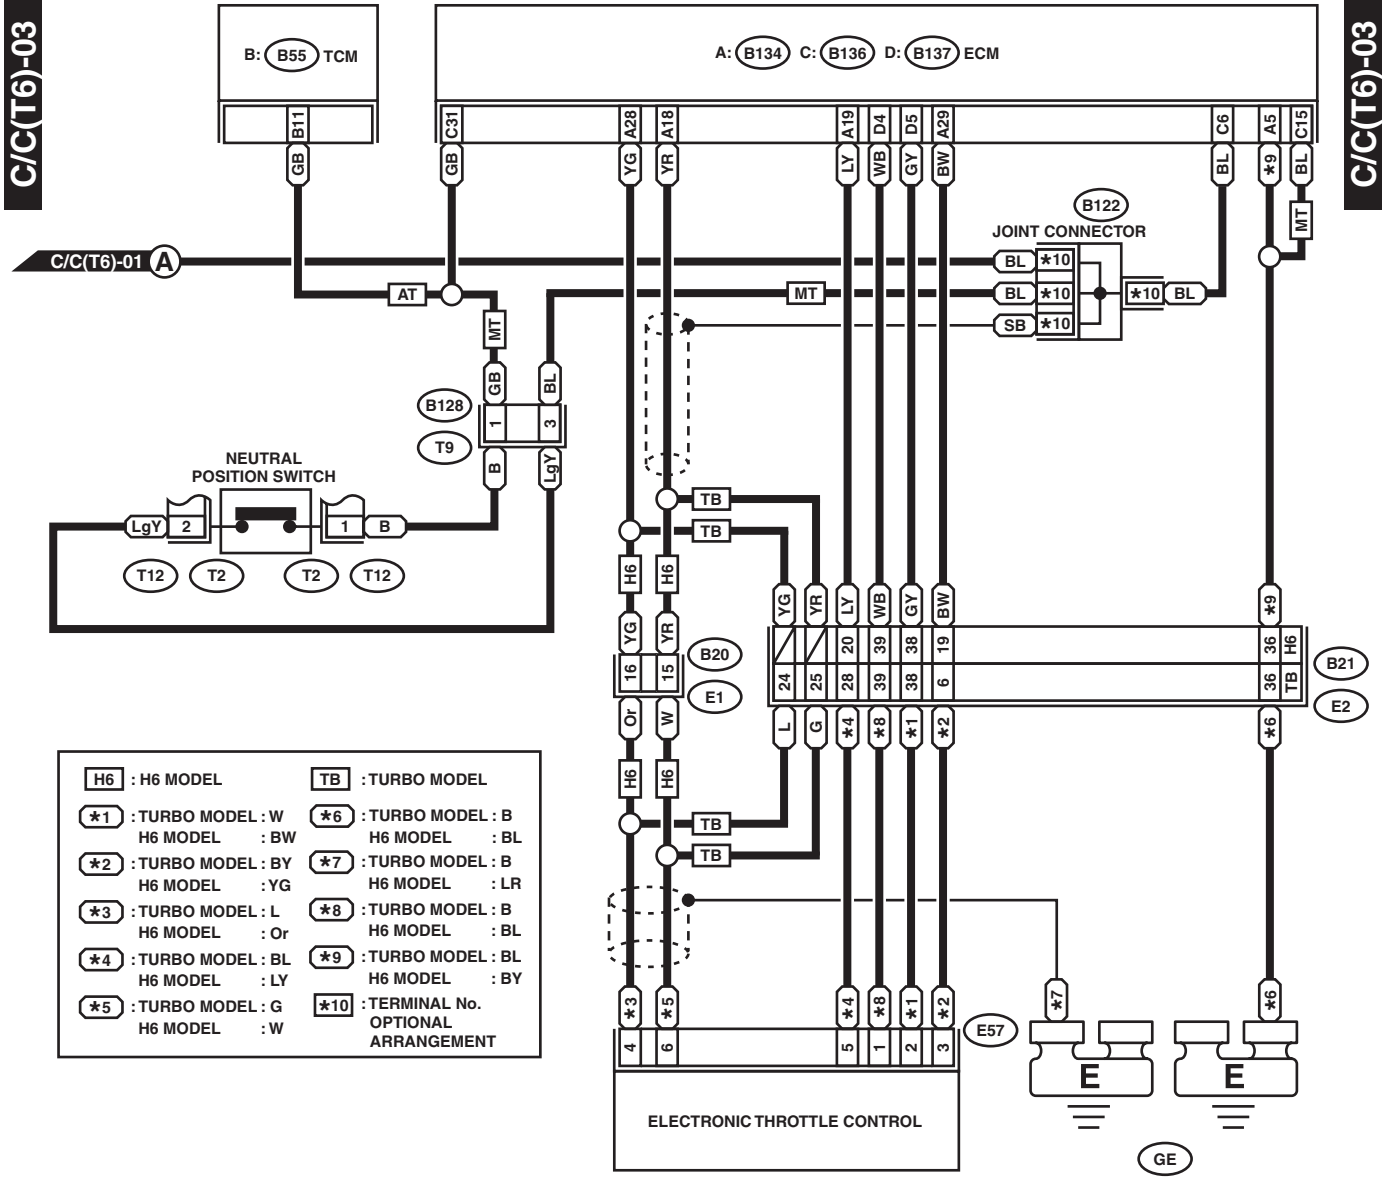 C/C(T6)-03
C/C(T6)-03
B: B55 TCM
A: B134 C: B136 D: B137 ECM
B11
C31
A28
A18
A19
D4
D5
A29
C6
A5
C15
GB
GB
YG
YR
LY
WB
GY
BW
BL
*9
BL
MT
B122
JOINT CONNECTOR
C/C(T6)-01 A
BL *10
AT
MT
BL *10
*10 BL
SB *10
MT
GB
BL
B128
1
3
T9
B
LgY
NEUTRAL
POSITION SWITCH
LgY 2
1 B
T12 T2 T2 T12
TB
TB
H6
H6
YG
YR
16
15
B20
E1
Or
W
H6
H6
TB
TB
YG
YR
LY
WB
GY
BW
*9
20
39
38
19
36 H6
24
25
28
39
38
6
36 TB
B21
E2
L
G
*4
*8
*1
*2
*6
H6 : H6 MODEL
TB : TURBO MODEL
*1 : TURBO MODEL : W
H6 MODEL : BW
*2 : TURBO MODEL : BY
H6 MODEL : YG
*3 : TURBO MODEL : L
H6 MODEL : Or
*4 : TURBO MODEL : BL
H6 MODEL : LY
*5 : TURBO MODEL : G
H6 MODEL : W
*6 : TURBO MODEL : B
H6 MODEL : BL
*7 : TURBO MODEL : B
H6 MODEL : LR
*8 : TURBO MODEL : B
H6 MODEL : BL
*9 : TURBO MODEL : BL
H6 MODEL : BY
*10 : TERMINAL No.
OPTIONAL
ARRANGEMENT
*3
*5
*4
*8
*1
*2
*7
*6
4
6
5
1
2
3
E57
ELECTRONIC THROTTLE CONTROL
E
E
GE